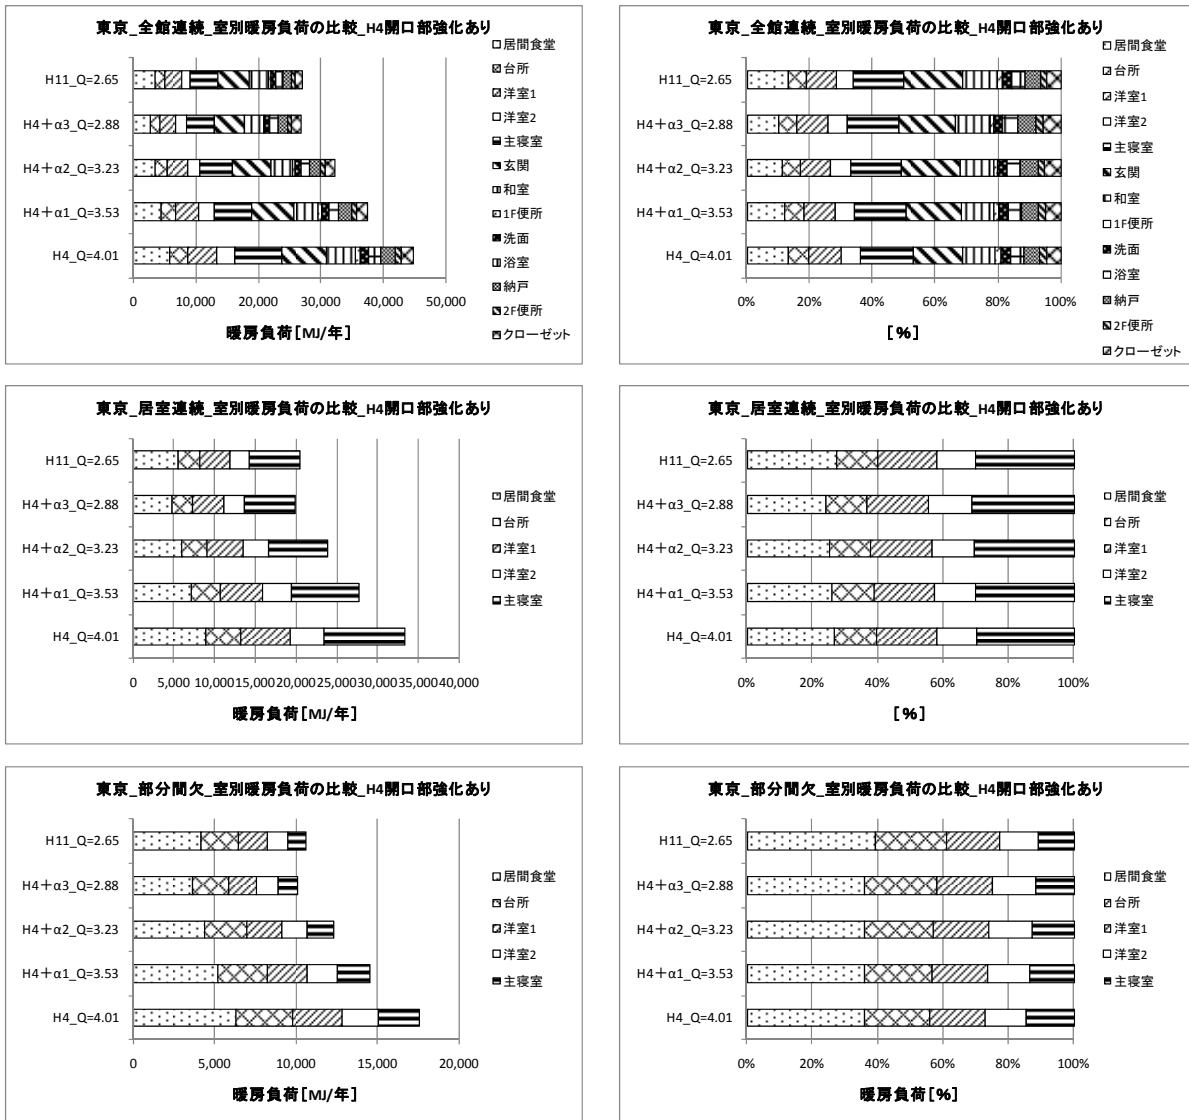 東京_全館連続_室別暖房負荷の比較_H4開口部強化あり
H11_Q=2.65
H4+α3_Q=2.88
H4+α2_Q=3.23
H4+α1_Q=3.53
H4_Q=4.01
0 10,000 20,000 30,000 40,000 50,000
暖房負荷[MJ/年]
居間食堂
台所
洋室1
洋室2
主寝室
玄関
和室
1F便所
洗面
浴室
納戸
2F便所
クローゼット
東京_全館連続_室別暖房負荷の比較_H4開口部強化あり
H11_Q=2.65
H4+α3_Q=2.88
H4+α2_Q=3.23
H4+α1_Q=3.53
H4_Q=4.01
0% 20% 40% 60% 80% 100%
[%]
居間食堂
台所
洋室1
洋室2
主寝室
玄関
和室
1F便所
洗面
浴室
納戸
2F便所
クローゼット
東京_居室連続_室別暖房負荷の比較_H4開口部強化あり
H11_Q=2.65
H4+α3_Q=2.88
H4+α2_Q=3.23
H4+α1_Q=3.53
H4_Q=4.01
0 5,000 10,000 15,000 20,000 25,000 30,000 35,000 40,000
暖房負荷[MJ/年]
居間食堂
台所
洋室1
洋室2
主寝室
東京_居室連続_室別暖房負荷の比較_H4開口部強化あり
H11_Q=2.65
H4+α3_Q=2.88
H4+α2_Q=3.23
H4+α1_Q=3.53
H4_Q=4.01
0% 20% 40% 60% 80% 100%
[%]
居間食堂
台所
洋室1
洋室2
主寝室
東京_部分間欠_室別暖房負荷の比較_H4開口部強化あり
H11_Q=2.65
H4+α3_Q=2.88
H4+α2_Q=3.23
H4+α1_Q=3.53
H4_Q=4.01
0 5,000 10,000 15,000 20,000
暖房負荷[MJ/年]
居間食堂
台所
洋室1
洋室2
主寝室
東京_部分間欠_室別暖房負荷の比較_H4開口部強化あり
H11_Q=2.65
H4+α3_Q=2.88
H4+α2_Q=3.23
H4+α1_Q=3.53
H4_Q=4.01
0% 20% 40% 60% 80% 100%
暖房負荷[%]
居間食堂
台所
洋室1
洋室2
主寝室